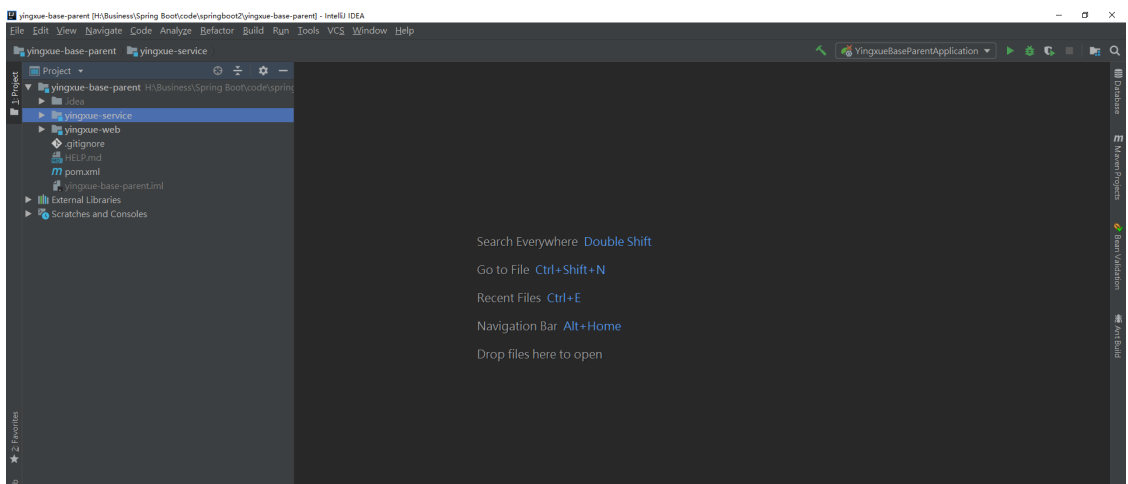 yingxue-base-parent [H:\Business\Spring Boot\code\springboot2\yingxue-base-parent] - IntelliJ IDEA
File Edit View Navigate Code Analyze Refactor Build Run Tools VCS Window Help
yingxue-base-parent yingxue-service
YingxueBaseParentApplication
Project
yingxue-base-parent H:\Business\Spring Boot\code\spring
.idea
yingxue-service
yingxue-web
.gitignore
HELP.md
pom.xml
yingxue-base-parent.iml
External Libraries
Scratches and Consoles
1: Project
2: Favorites
Search Everywhere Double Shift
Go to File Ctrl+Shift+N
Recent Files Ctrl+E
Navigation Bar Alt+Home
Drop files here to open
Database
Maven Projects
Bean Validation
Ant Build